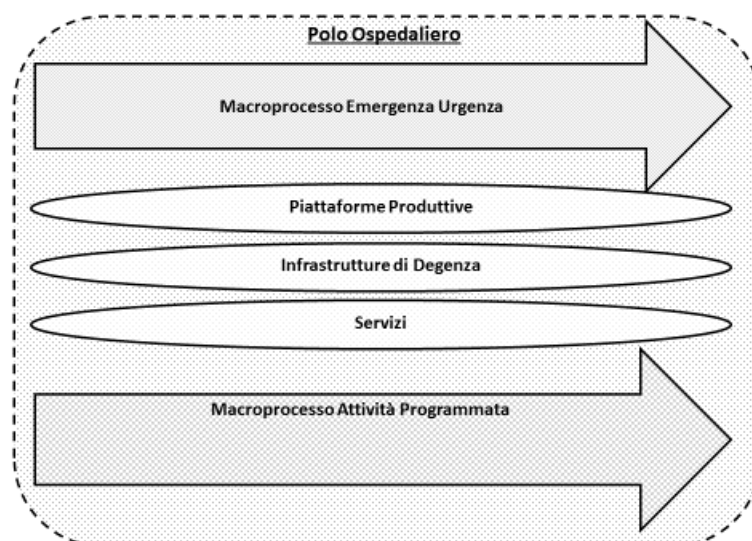 Polo Ospedaliero
Macroprocesso Emergenza Urgenza
Piattaforme Produttive
Infrastrutture di Degenza
Servizi
Macroprocesso Attività Programmata